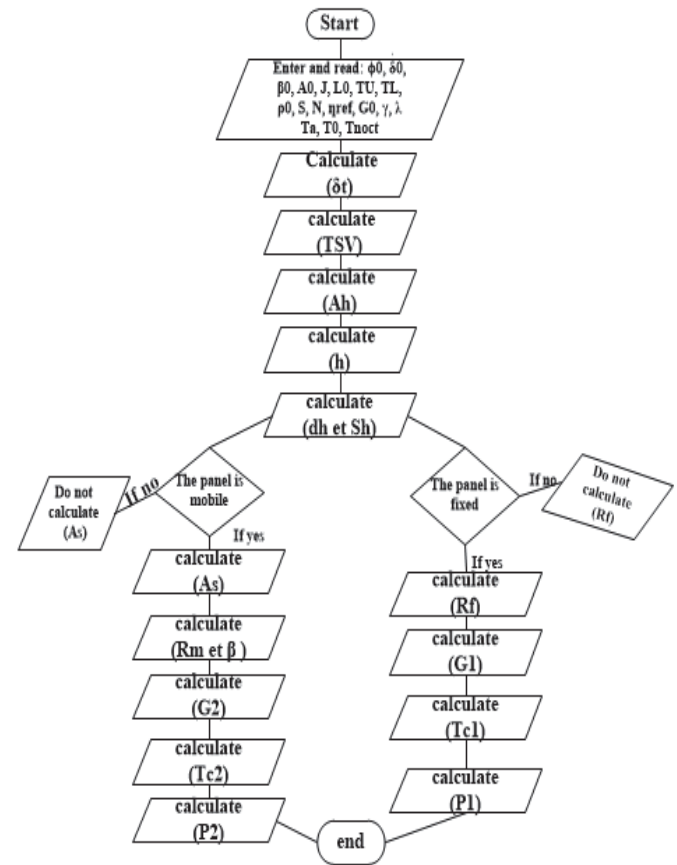 Start
Enter and read: ϕ0, δ0,
β0, A0, J, L0, TU, TL,
ρ0, S, N, ηref, G0, γ, λ
Ta, T0, Tnoct
Calculate
(δt)
calculate
(TSV)
calculate
(Ah)
calculate
(h)
calculate
(dh et Sh)
The panel is
mobile
If no
Do not
calculate
(As)
If yes
calculate
(As)
calculate
(Rm et β )
calculate
(G2)
calculate
(Tc2)
calculate
(P2)
The panel is
fixed
If no
Do not
calculate
(Rf)
If yes
calculate
(Rf)
calculate
(G1)
calculate
(Tc1)
calculate
(P1)
end